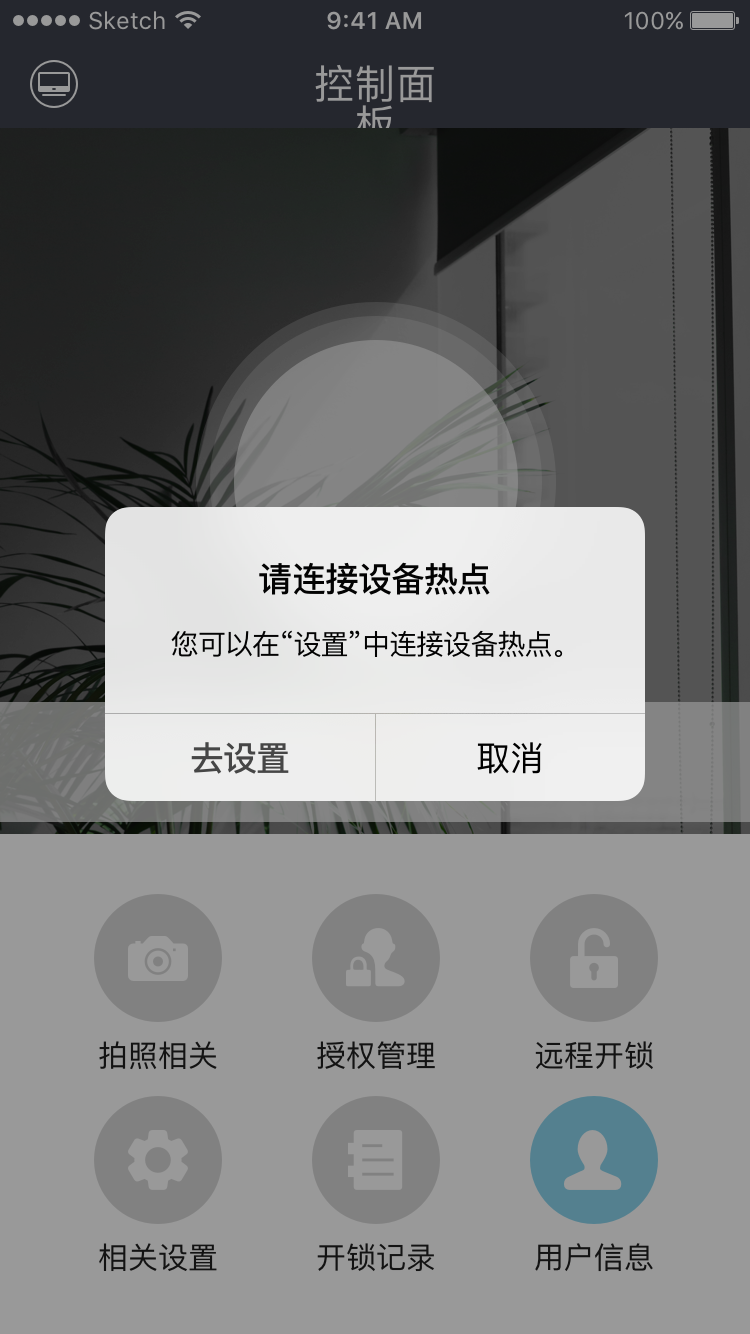 Sketch 9:41 AM 100%
控制面
板
请连接设备热点
您可以在“设置”中连接设备热点。
去设置 取消
拍照相关 授权管理 远程开锁
相关设置 开锁记录 用户信息